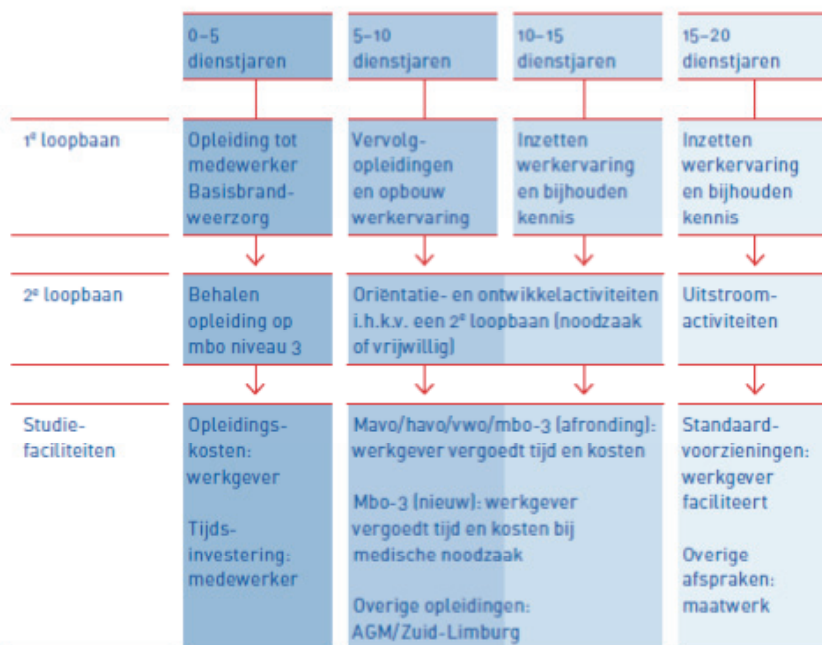 0–5
dienstjaren
5–10
dienstjaren
10–15
dienstjaren
15–20
dienstjaren
1e loopbaan
Opleiding tot
medewerker
Basisbrand-
weerzorg
Vervolg-
opleidingen
en opbouw
werkervaring
Inzetten
werkervaring
en bijhouden
kennis
Inzetten
werkervaring
en bijhouden
kennis
2e loopbaan
Behalen
opleiding op
mbo niveau 3
Oriëntatie- en ontwikkelactiviteiten
i.h.k.v. een 2e loopbaan (noodzaak
of vrijwillig)
Uitstroom-
activiteiten
Studie-
faciliteiten
Opleidings-
kosten:
werkgever
Tijds-
investering:
medewerker
Mavo/havo/vwo/mbo-3 (afronding):
werkgever vergoedt tijd en kosten
Mbo-3 (nieuw): werkgever
vergoedt tijd en kosten bij
medische noodzaak
Overige opleidingen:
AGM/Zuid-Limburg
Standaard-
voorzieningen:
werkgever
faciliteert
Overige
afspraken:
maatwerk